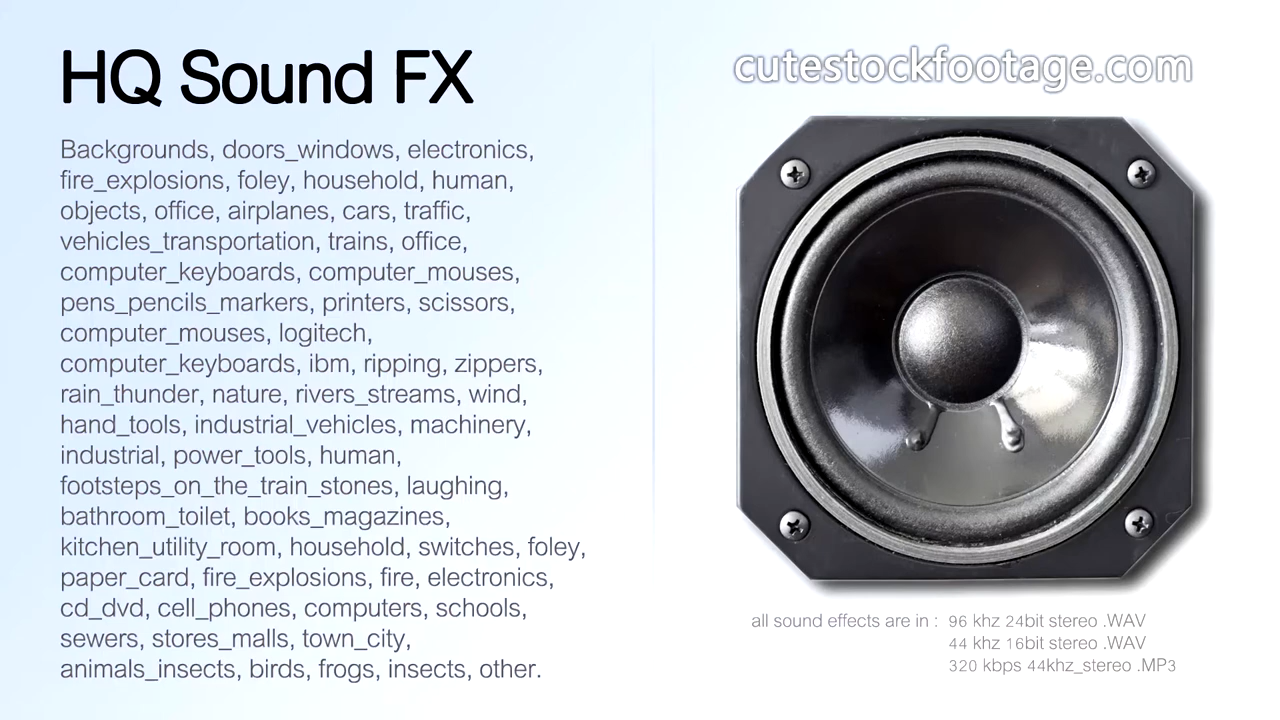 HQ Sound FX
Backgrounds, doors_windows, electronics,
fire_explosions, foley, household, human,
objects, office, airplanes, cars, traffic,
vehicles_transportation, trains, office,
computer_keyboards, computer_mouses,
pens_pencils_markers, printers, scissors,
computer_mouses, logitech,
computer_keyboards, ibm, ripping, zippers,
rain_thunder, nature, rivers_streams, wind,
hand_tools, industrial_vehicles, machinery,
industrial, power_tools, human,
footsteps_on_the_train_stones, laughing,
bathroom_toilet, books_magazines,
kitchen_utility_room, household, switches, foley,
paper_card, fire_explosions, fire, electronics,
cd_dvd, cell_phones, computers, schools,
sewers, stores_malls, town_city,
animals_insects, birds, frogs, insects, other.
cutestockfootage.com
all sound effects are in : 96 khz 24bit stereo .WAV
44 khz 16bit stereo .WAV
320 kbps 44khz_stereo .MP3